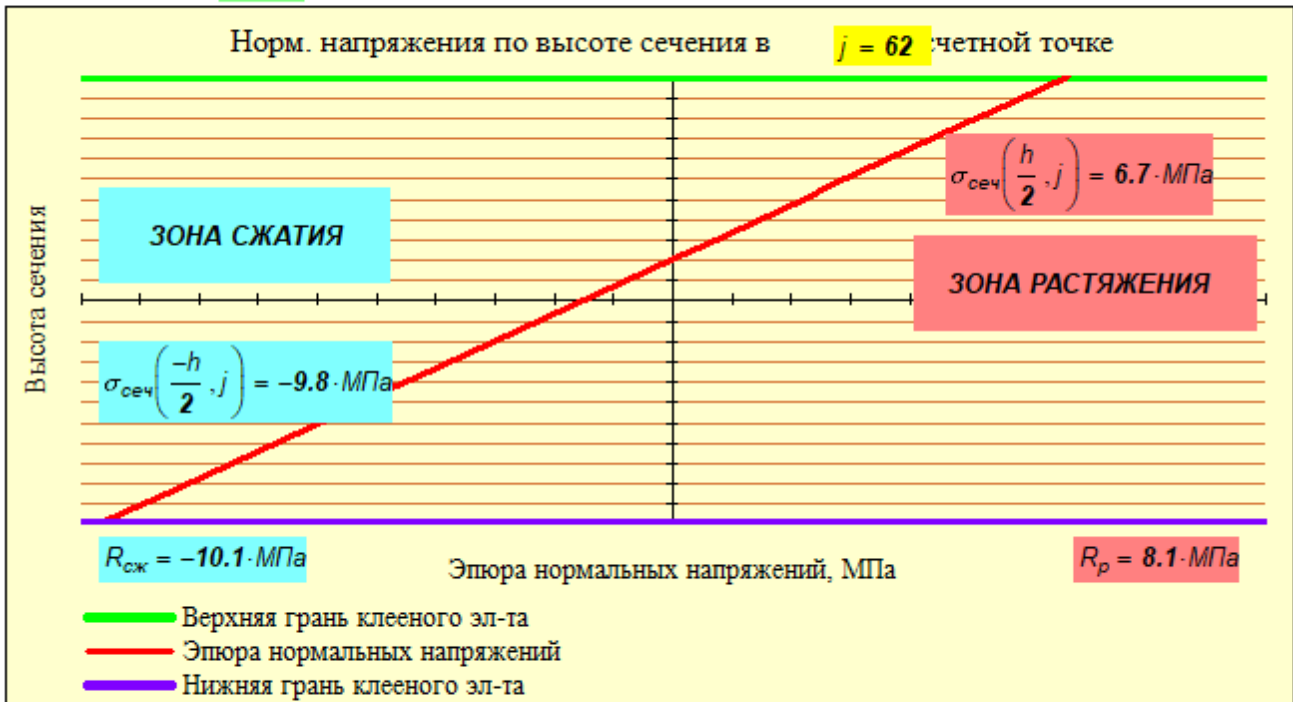 Норм. напряжения по высоте сечения в j = 62 счетной точке
σсеч(h/2 , j) = 6.7·МПа
ЗОНА СЖАТИЯ
ЗОНА РАСТЯЖЕНИЯ
Высота сечения
σсеч(-h/2 , j) = -9.8·МПа
Rсж = -10.1·МПа
Эпюра нормальных напряжений, МПа
Rр = 8.1·МПа
Верхняя грань клееного эл-та
Эпюра нормальных напряжений
Нижняя грань клееного эл-та